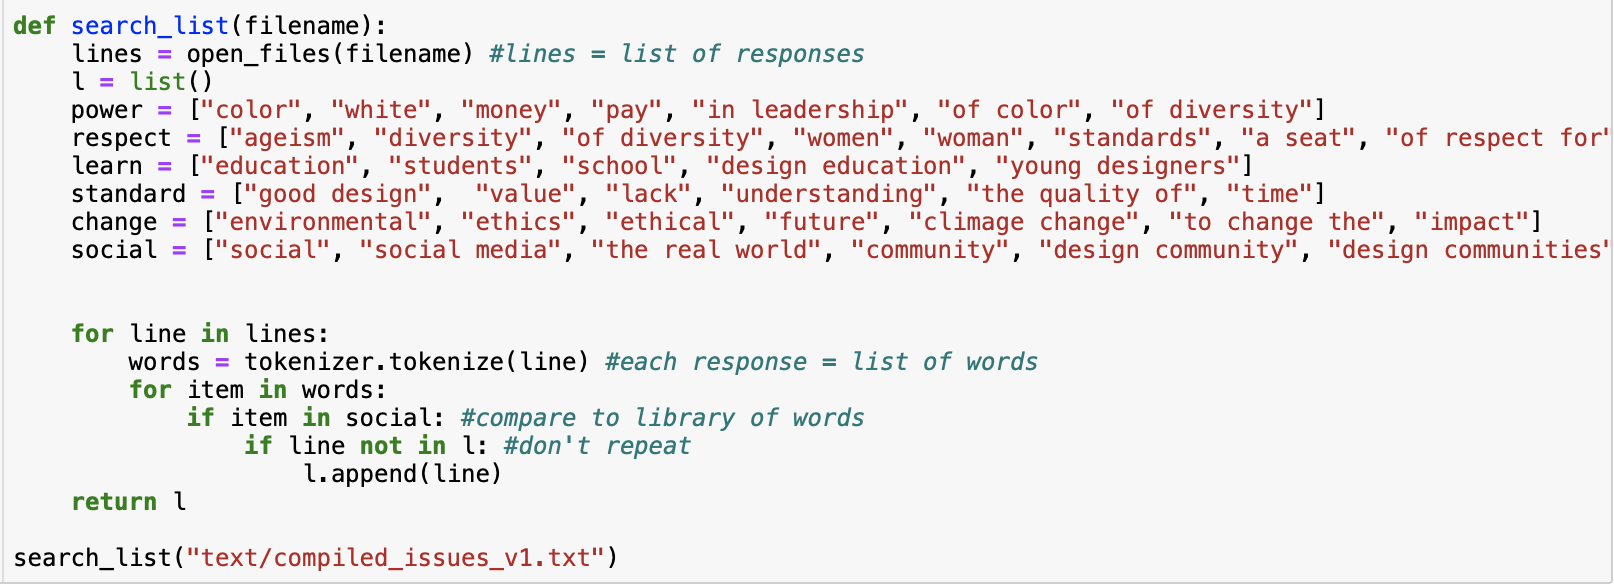 def search_list(filename):
    lines = open_files(filename) #lines = list of responses
    l = list()
    power = ["color", "white", "money", "pay", "in leadership", "of color", "of diversity"]
    respect = ["ageism", "diversity", "of diversity", "women", "woman", "standards", "a seat", "of respect for"
    learn = ["education", "students", "school", "design education", "young designers"]
    standard = ["good design",  "value", "lack", "understanding", "the quality of", "time"]
    change = ["environmental", "ethics", "ethical", "future", "climage change", "to change the", "impact"]
    social = ["social", "social media", "the real world", "community", "design community", "design communities"
    for line in lines:
        words = tokenizer.tokenize(line) #each response = list of words
        for item in words:
            if item in social: #compare to library of words
                if line not in l: #don't repeat
                    l.append(line)
    return l
search_list("text/compiled_issues_v1.txt")